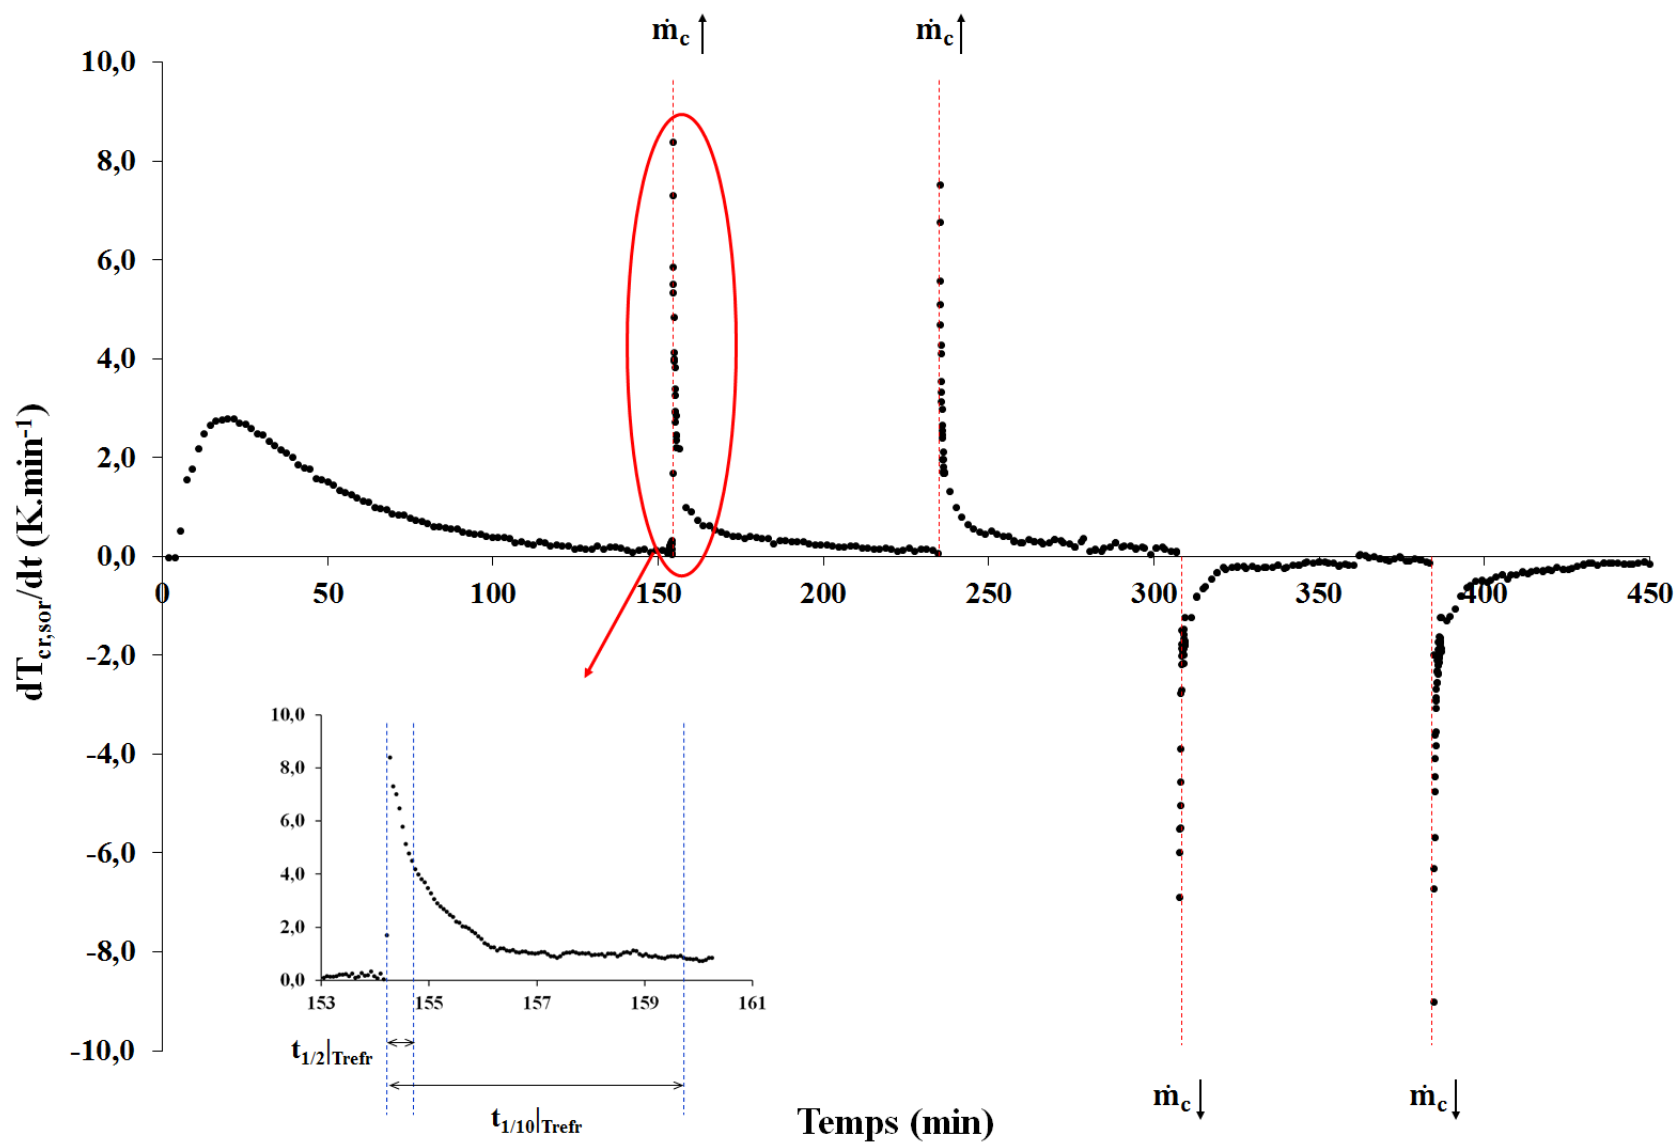 ṁc ṁc
10,0
8,0
6,0
4,0
2,0
0,0
-2,0
-4,0
-6,0
-8,0
-10,0
0 50 100 150 200 250 300 350 400 450
dTcr,sor/dt (K.min-1)
10,0
8,0
6,0
4,0
2,0
0,0
153 155 157 159 161
t1/2|Trefr
t1/10|Trefr
ṁc ṁc
Temps (min)